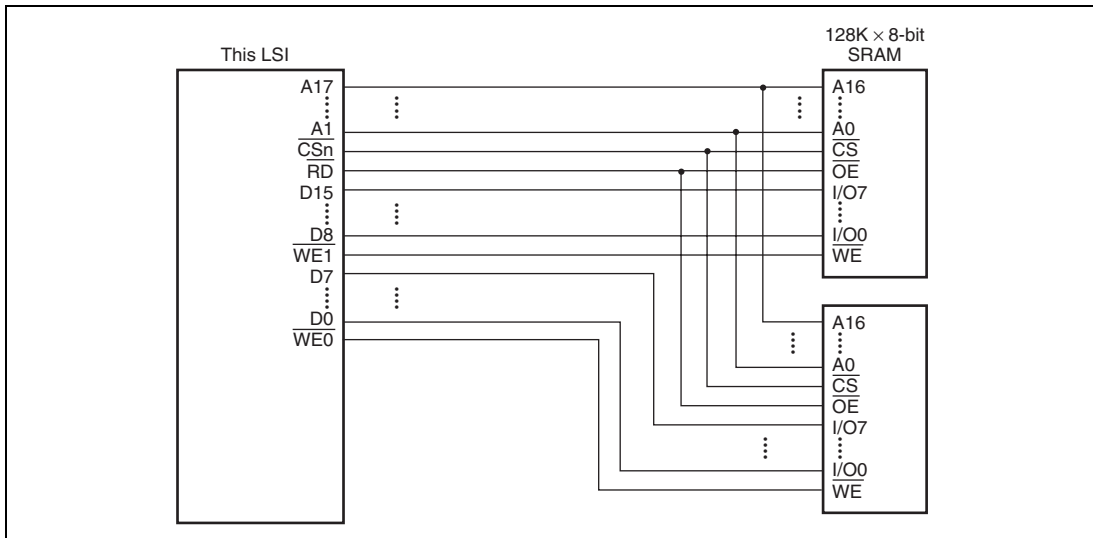 This LSI
A17
A1
CSn
RD
D15
D8
WE1
D7
D0
WE0
128K × 8-bit
SRAM
A16
A0
CS
OE
I/O7
I/O0
WE
A16
A0
CS
OE
I/O7
I/O0
WE